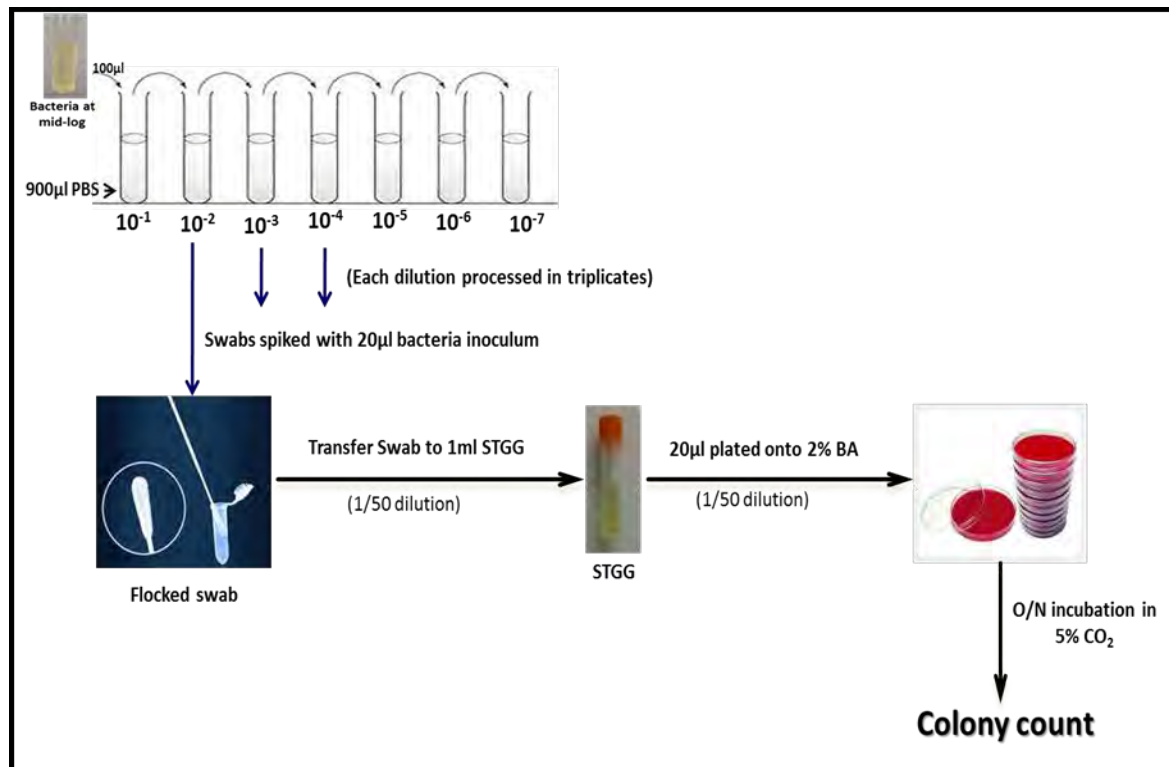 100µl
Bacteria at
mid-log
900µl PBS
10⁻¹ 10⁻² 10⁻³ 10⁻⁴ 10⁻⁵ 10⁻⁶ 10⁻⁷
(Each dilution processed in triplicates)
Swabs spiked with 20µl bacteria inoculum
Transfer Swab to 1ml STGG
(1/50 dilution)
20µl plated onto 2% BA
(1/50 dilution)
Flocked swab
STGG
O/N incubation in
5% CO₂
Colony count